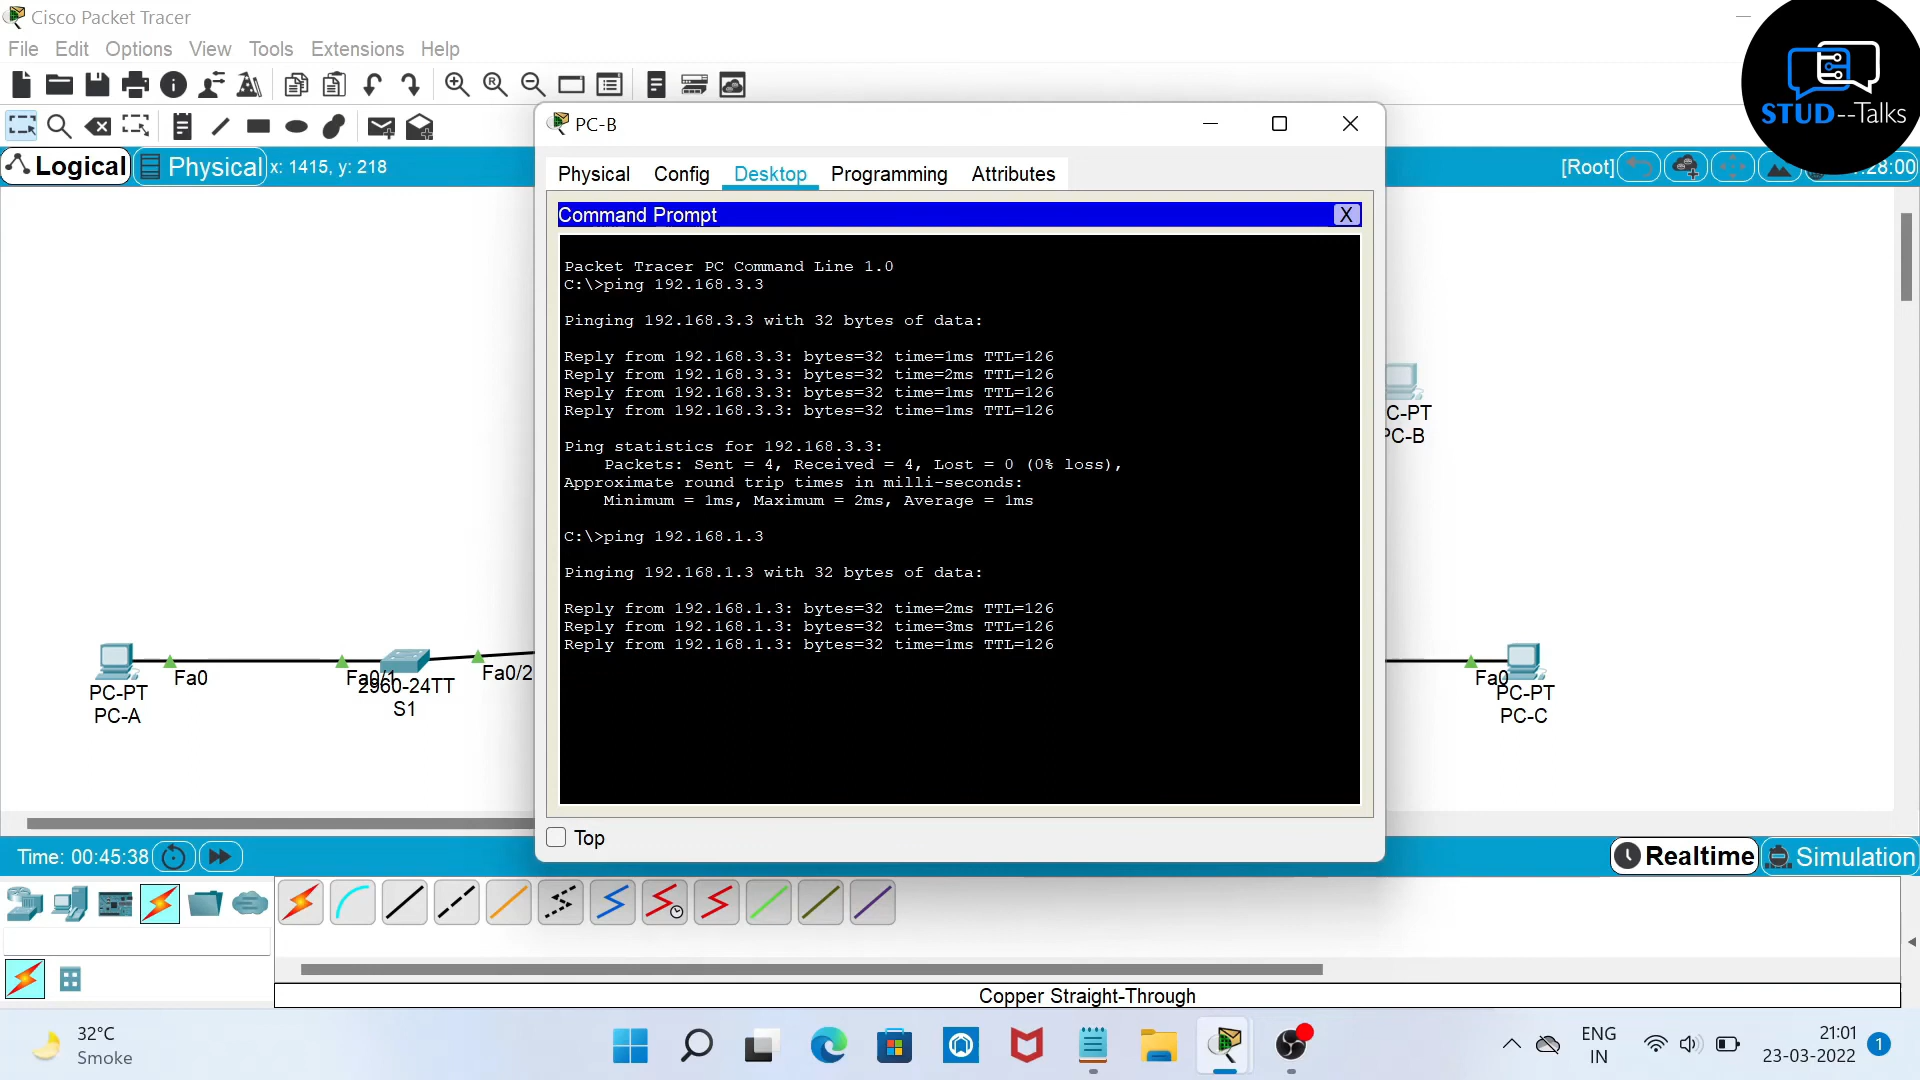 Cisco Packet Tracer
File Edit Options View Tools Extensions Help
STUD--Talks
Logical Physical x: 1415, y: 218
[Root]
28:00
PC-B
Physical Config Desktop Programming Attributes
Command Prompt X
Packet Tracer PC Command Line 1.0
C:\>ping 192.168.3.3
Pinging 192.168.3.3 with 32 bytes of data:
Reply from 192.168.3.3: bytes=32 time=1ms TTL=126
Reply from 192.168.3.3: bytes=32 time=2ms TTL=126
Reply from 192.168.3.3: bytes=32 time=1ms TTL=126
Reply from 192.168.3.3: bytes=32 time=1ms TTL=126
Ping statistics for 192.168.3.3:
Packets: Sent = 4, Received = 4, Lost = 0 (0% loss),
Approximate round trip times in milli-seconds:
Minimum = 1ms, Maximum = 2ms, Average = 1ms
C:\>ping 192.168.1.3
Pinging 192.168.1.3 with 32 bytes of data:
Reply from 192.168.1.3: bytes=32 time=2ms TTL=126
Reply from 192.168.1.3: bytes=32 time=3ms TTL=126
Reply from 192.168.1.3: bytes=32 time=1ms TTL=126
Top
C-PT
PC-B
Fa0
PC-PT
PC-A
Fa0/1
2960-24TT
S1
Fa0/2
Fa0
PC-PT
PC-C
Time: 00:45:38
Realtime Simulation
Copper Straight-Through
32°C
Smoke
ENG
IN
21:01
23-03-2022
1